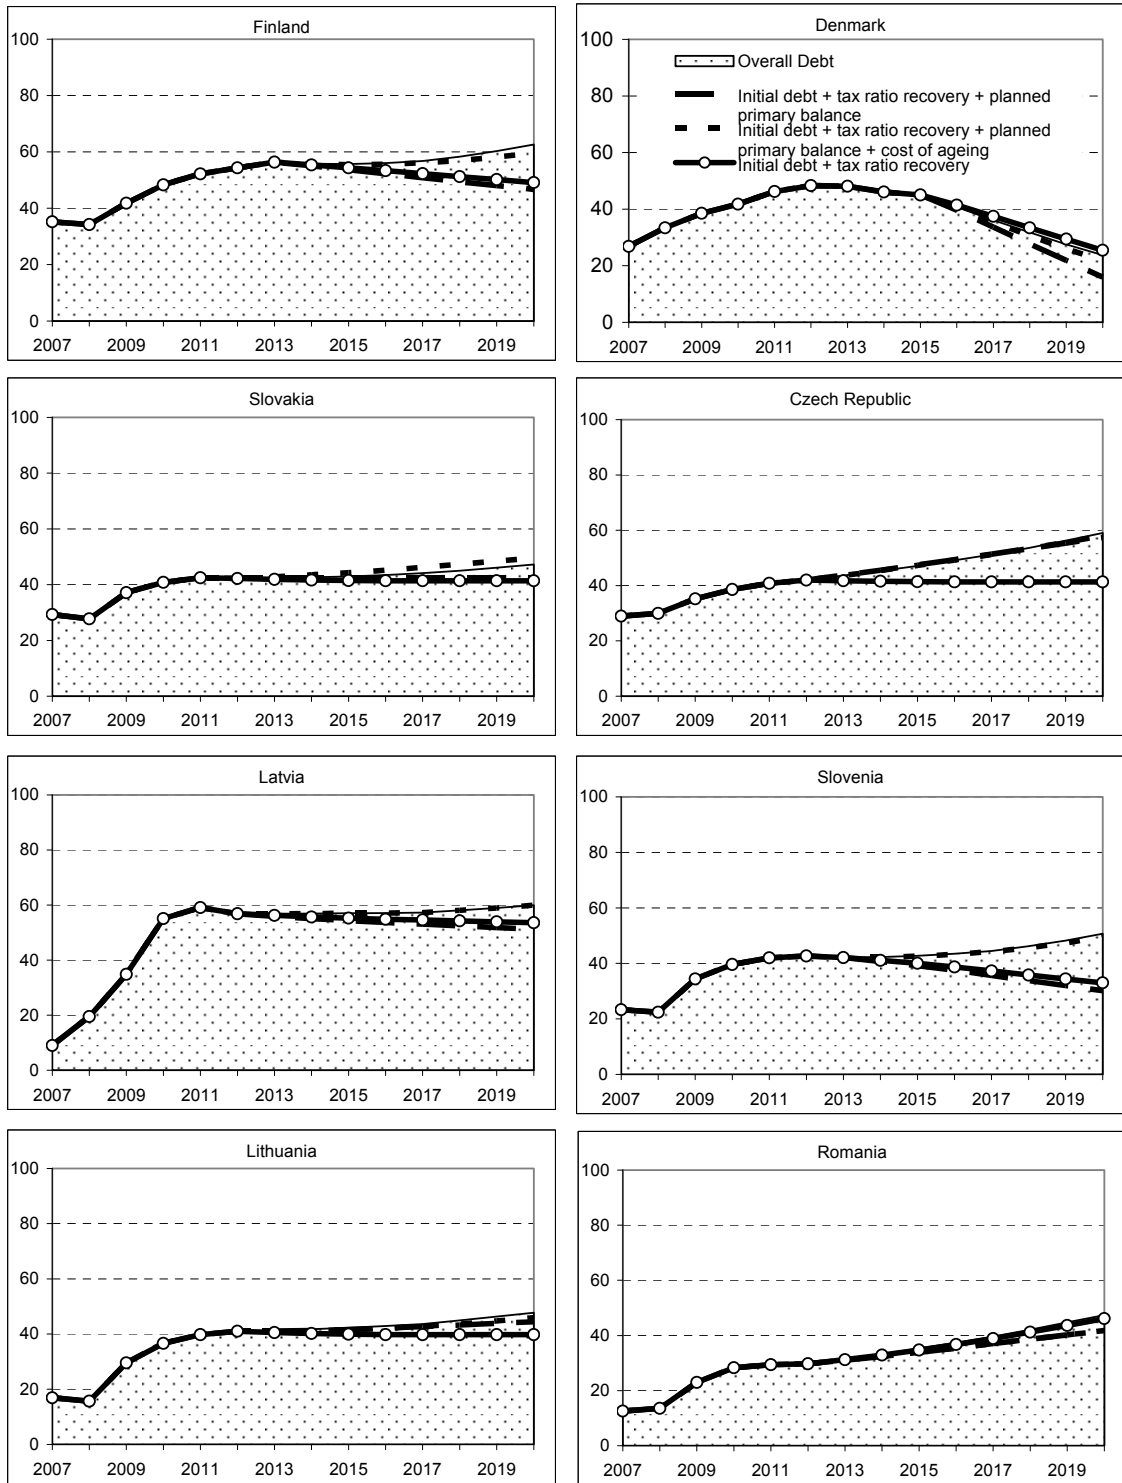 Finland
100
80
60
40
20
0
2007 2009 2011 2013 2015 2017 2019
Denmark
100
80
60
40
20
0
Overall Debt
Initial debt + tax ratio recovery + planned
primary balance
Initial debt + tax ratio recovery + planned
primary balance + cost of ageing
Initial debt + tax ratio recovery
2007 2009 2011 2013 2015 2017 2019
Slovakia
100
80
60
40
20
0
2007 2009 2011 2013 2015 2017 2019
Czech Republic
100
80
60
40
20
0
2007 2009 2011 2013 2015 2017 2019
Latvia
100
80
60
40
20
0
2007 2009 2011 2013 2015 2017 2019
Slovenia
100
80
60
40
20
0
2007 2009 2011 2013 2015 2017 2019
Lithuania
100
80
60
40
20
0
2007 2009 2011 2013 2015 2017 2019
Romania
100
80
60
40
20
0
2007 2009 2011 2013 2015 2017 2019